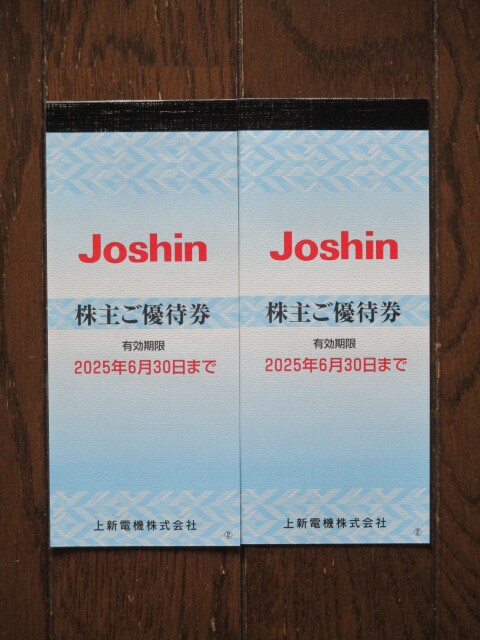 Joshin
株主ご優待券
有効期限
2025年6月30日まで
上新電機株式会社
②
Joshin
株主ご優待券
有効期限
2025年6月30日まで
上新電機株式会社
②